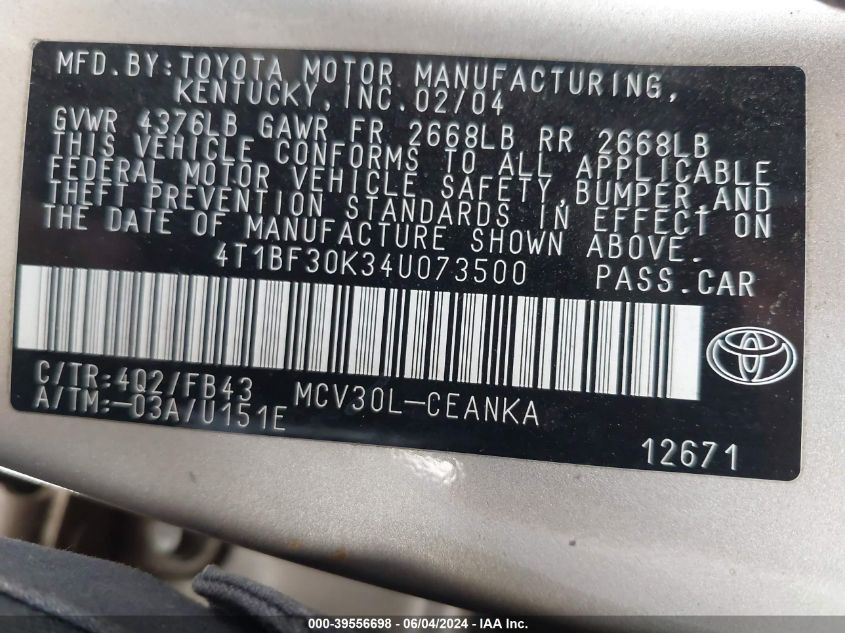 MFD.BY:TOYOTA MOTOR MANUFACTURING,
KENTUCKY,INC.02/04
GVWR 4376LB GAWR FR 2668LB RR 2668LB
THIS VEHICLE CONFORMS TO ALL APPLICABLE
FEDERAL MOTOR VEHICLE SAFETY,BUMPER,AND
THEFT PREVENTION STANDARDS IN EFFECT ON
THE DATE OF MANUFACTURE SHOWN ABOVE.
4T1BF30K34U073500 PASS.CAR
C/TR:4Q2/FB43 MCV30L-CEANKA
A/TM:-03A/U151E
12671
000-39556698 - 06/04/2024 - IAA Inc.